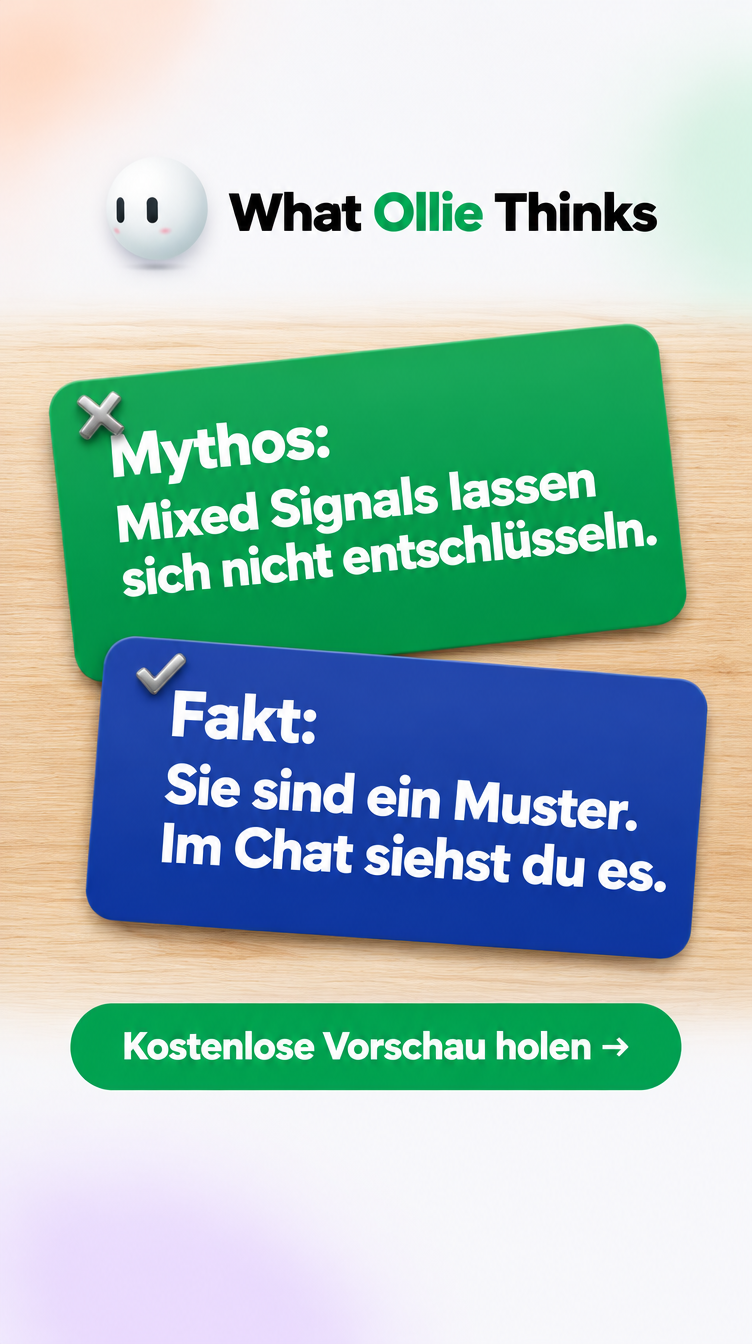 What Ollie Thinks
Mythos:
Mixed Signals lassen
sich nicht entschlüsseln.
Fakt:
Sie sind ein Muster.
Im Chat siehst du es.
Kostenlose Vorschau holen →